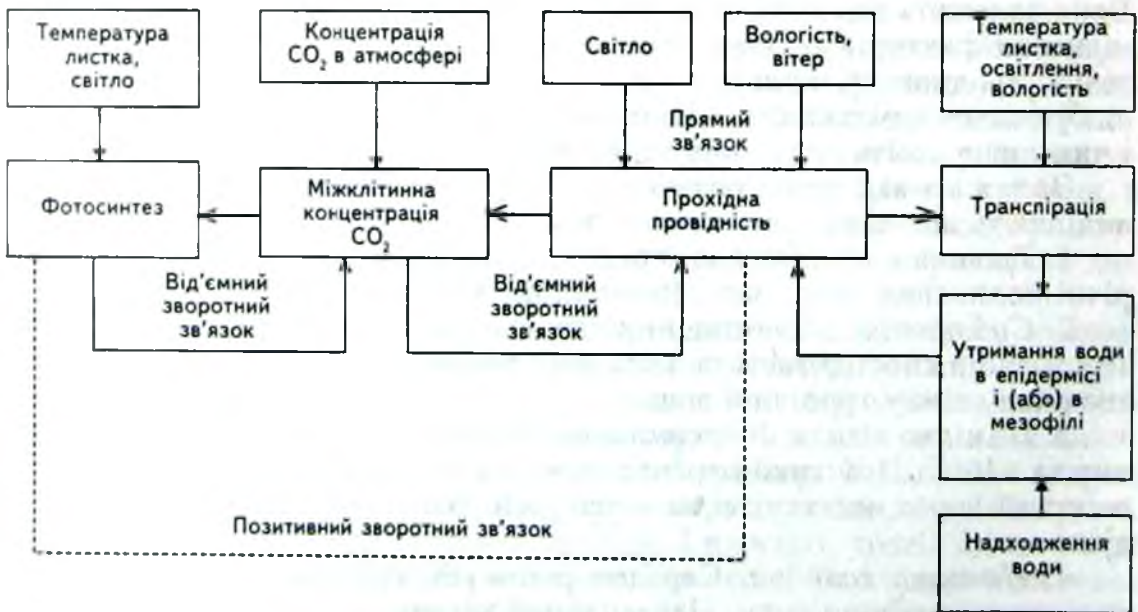 Температура
листка,
світло
Концентрація
CO₂ в атмосфері
Світло
Вологість,
вітер
Температура
листка,
освітлення,
вологість
Прямий
зв'язок
Фотосинтез
Міжклітинна
концентрація
CO₂
Прохідна
провідність
Транспірація
Від'ємний
зворотний
зв'язок
Від'ємний
зворотний
зв'язок
Утримання води
в епідермісі
і (або) в
мезофілі
Позитивний зворотний зв'язок
Надходження
води